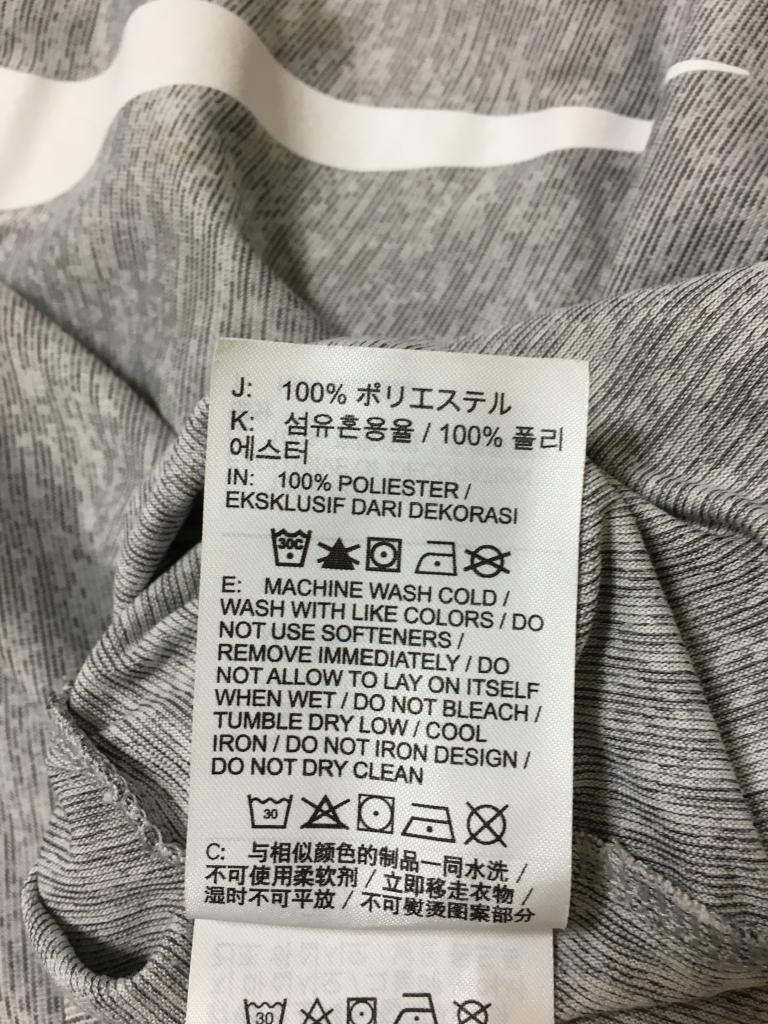 J: 100% ポリエステル
K: 섬유혼용율 / 100% 폴리
에스터
IN: 100% POLIESTER /
EKSKLUSIF DARI DEKORASI
30C
E: MACHINE WASH COLD /
WASH WITH LIKE COLORS / DO
NOT USE SOFTENERS /
REMOVE IMMEDIATELY / DO
NOT ALLOW TO LAY ON ITSELF
WHEN WET / DO NOT BLEACH /
TUMBLE DRY LOW / COOL
IRON / DO NOT IRON DESIGN /
DO NOT DRY CLEAN
30
C: 与相似颜色的制品一同水洗 /
不可使用柔软剂 / 立即移走衣物 /
湿时不可平放 / 不可熨烫图案部分
30